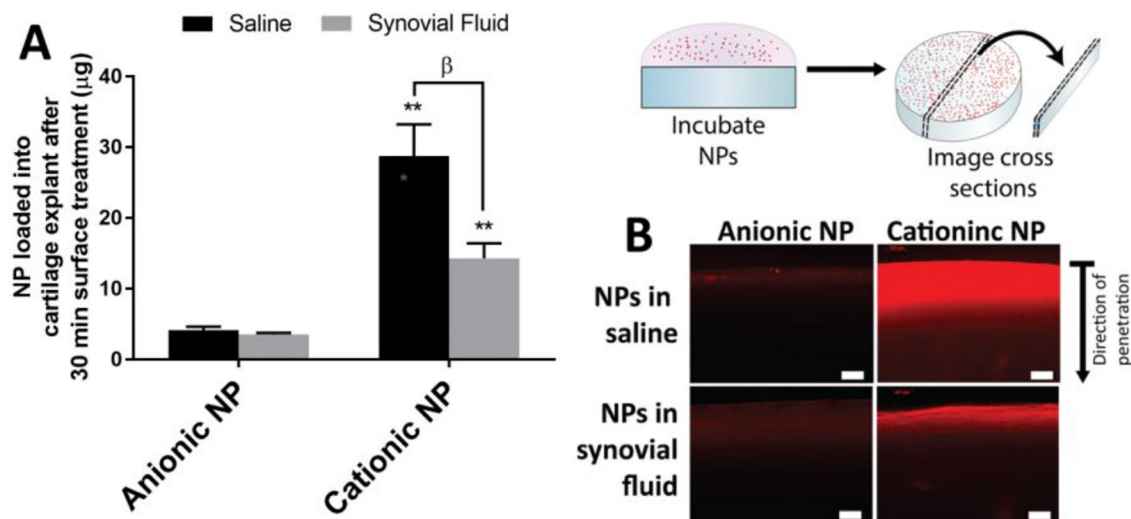 A
Saline
Synovial Fluid
NP loaded into
cartilage explant after
30 min surface treatment (μg)
40
30
20
10
0
β
**
*
**
Anionic NP
Cationic NP
Incubate
NPs
Image cross
sections
B
Anionic NP
Cationinc NP
NPs in
saline
NPs in
synovial
fluid
Direction of
penetration